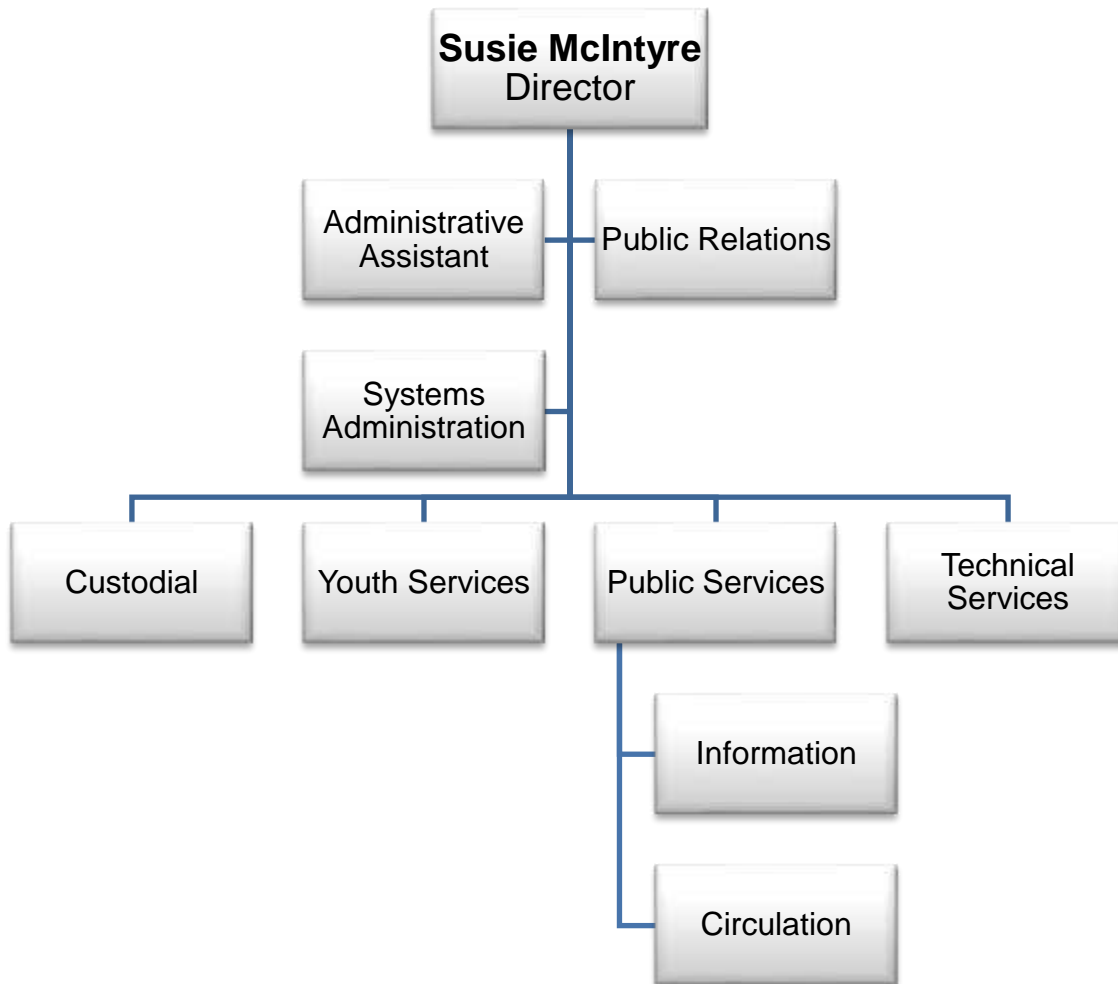 Susie McIntyre
Director
Administrative
Assistant
Public Relations
Systems
Administration
Custodial
Youth Services
Public Services
Technical
Services
Information
Circulation